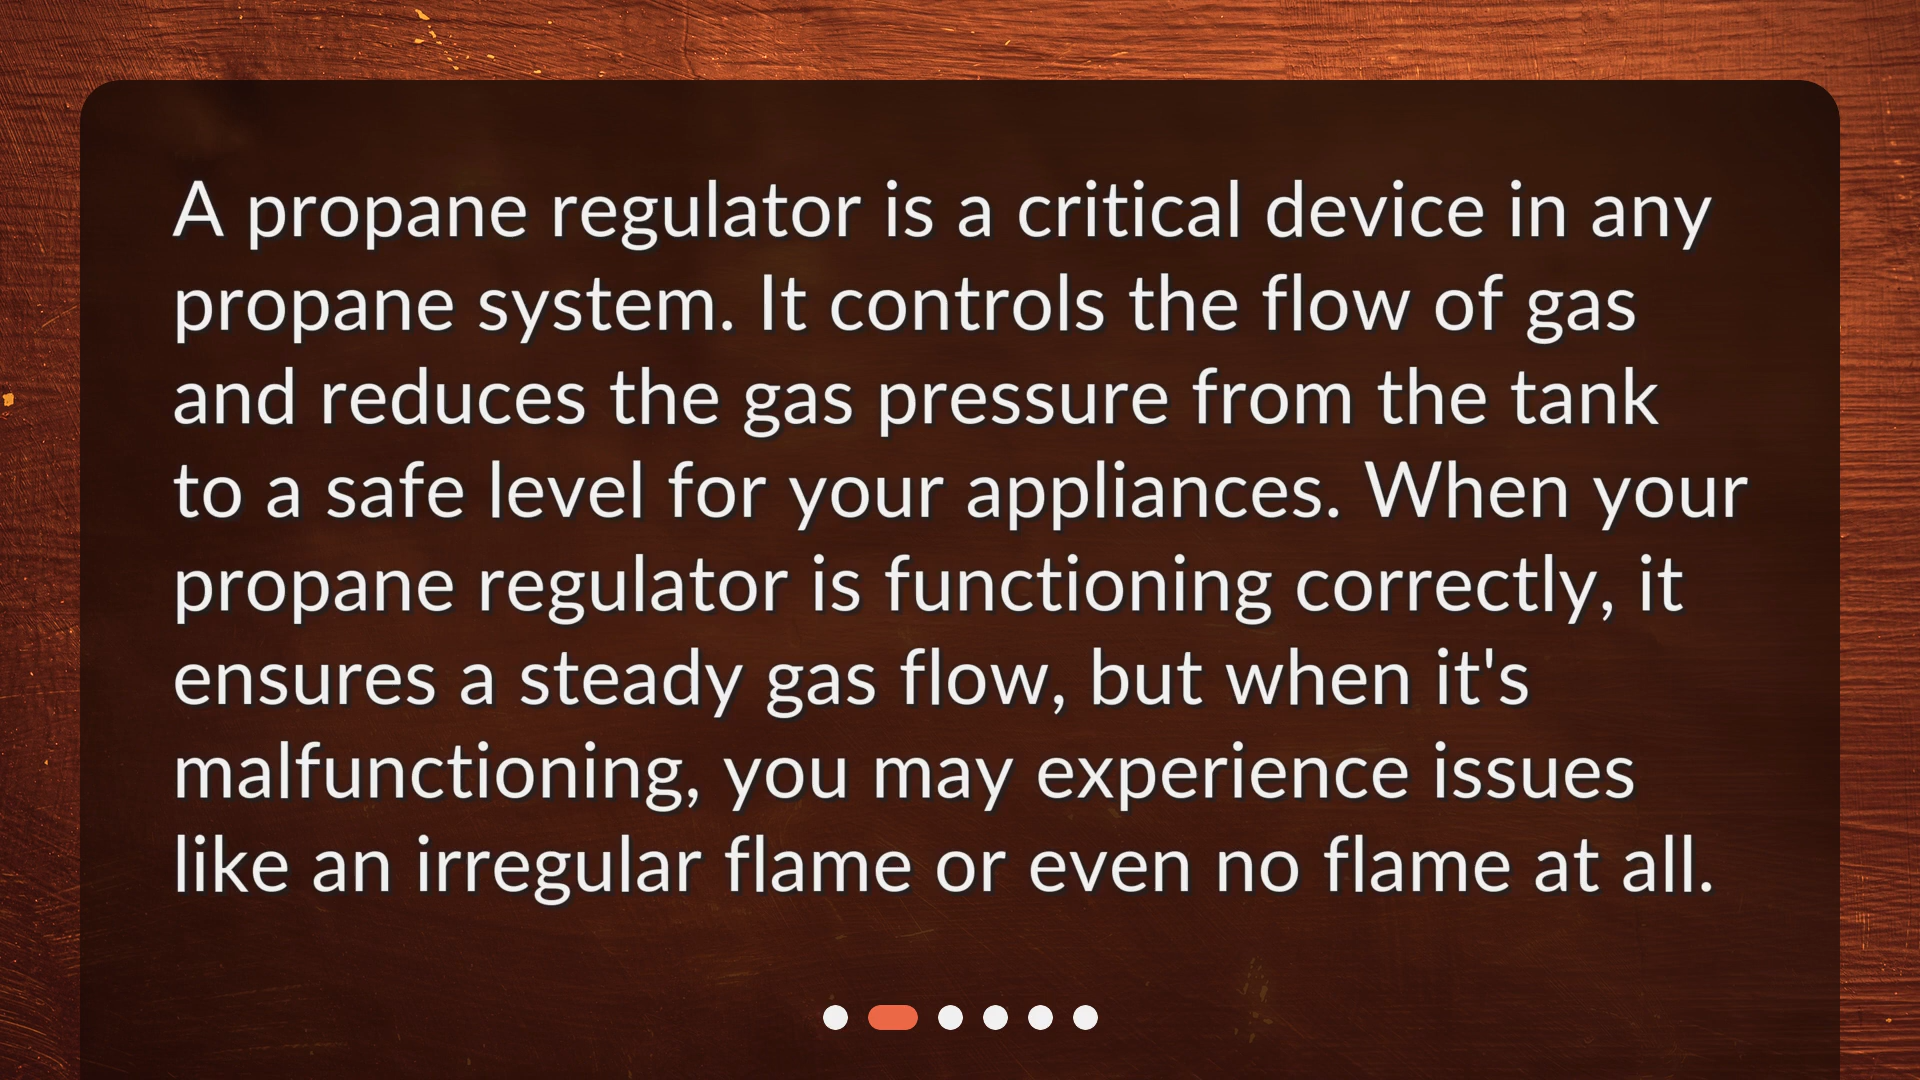 A propane regulator is a critical device in any
propane system. It controls the flow of gas
and reduces the gas pressure from the tank
to a safe level for your appliances. When your
propane regulator is functioning correctly, it
ensures a steady gas flow, but when it's
malfunctioning, you may experience issues
like an irregular flame or even no flame at all.